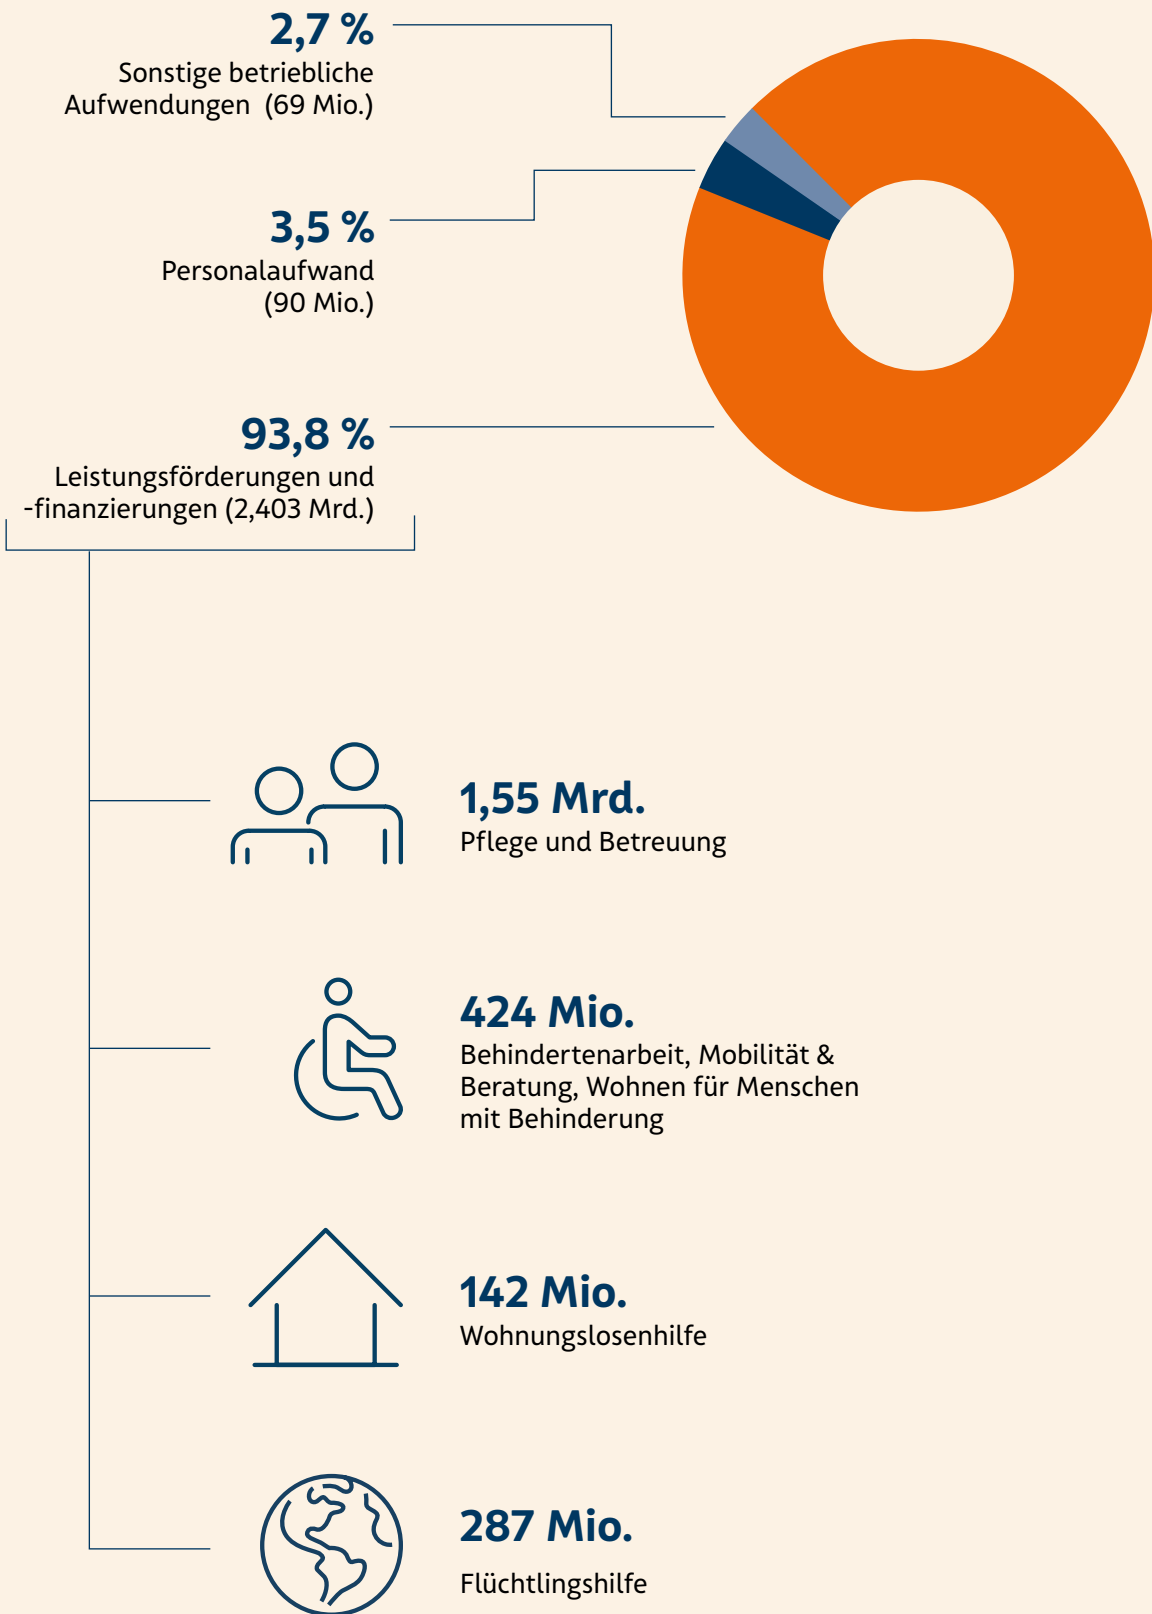 2,7 %
Sonstige betriebliche
Aufwendungen (69 Mio.)
3,5 %
Personalaufwand
(90 Mio.)
93,8 %
Leistungsförderungen und
-finanzierungen (2,403 Mrd.)
1,55 Mrd.
Pflege und Betreuung
424 Mio.
Behindertenarbeit, Mobilität &
Beratung, Wohnen für Menschen
mit Behinderung
142 Mio.
Wohnungslosenhilfe
287 Mio.
Flüchtlingshilfe